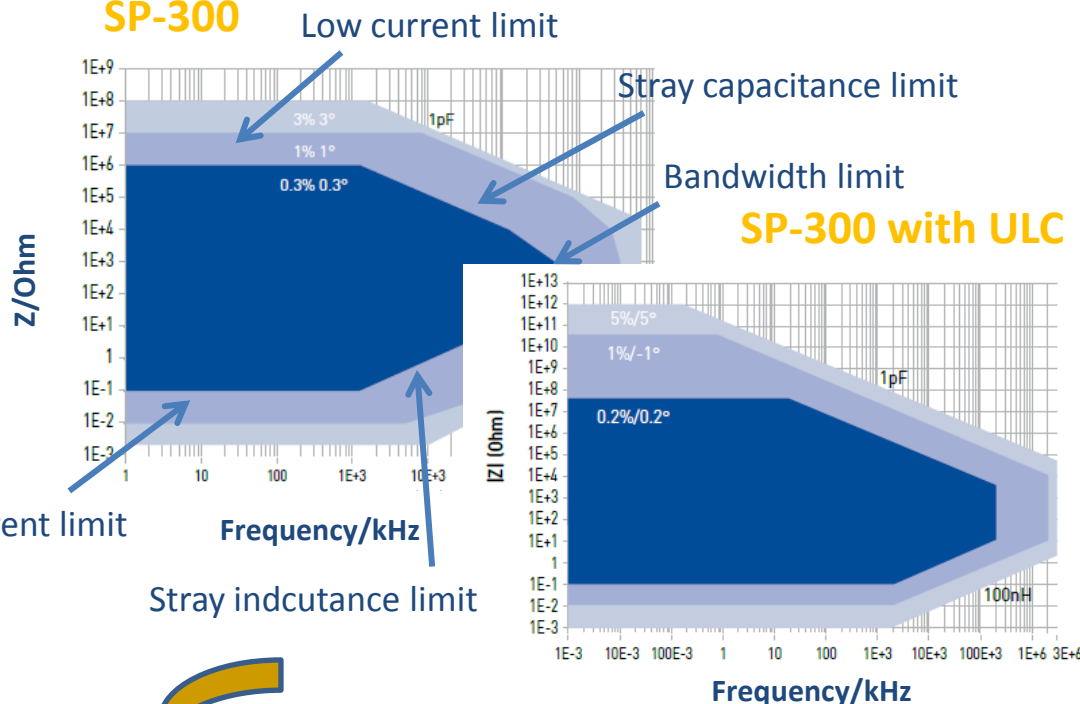 SP-300
Low current limit
Stray capacitance limit
Bandwidth limit
SP-300 with ULC
1E+9
1E+8
1E+7
1E+6
1E+5
1E+4
1E+3
1E+2
1E+1
1
1E-1
1E-2
1E-3
Z/Ohm
3% 3°
1% 1°
0.3% 0.3°
1pF
1 10 100 1E+3 10E+3
ent limit
Frequency/kHz
Stray indcutance limit
1E+13
1E+12
1E+11
1E+10
1E+9
1E+8
1E+7
1E+6
1E+5
1E+4
1E+3
1E+2
1E+1
1
1E-1
1E-2
1E-3
|Z| (Ohm)
5%/5°
1%/-1°
0.2%/0.2°
1pF
100nH
1E-3 10E-3 100E-3 1 10 100 1E+3 10E+3 100E+3 1E+6 3E+6
Frequency/kHz